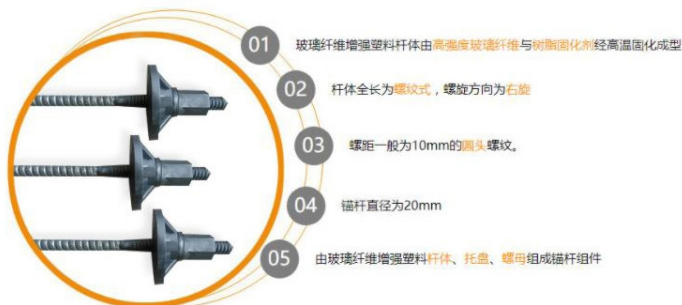 01 玻璃纤维增强塑料杆体由高强度玻璃纤维与树脂固化剂经高温固化成型
02 杆体全长为螺纹式，螺旋方向为右旋
03 螺距一般为10mm的圆头螺纹。
04 锚杆直径为20mm
05 由玻璃纤维增强塑料杆体、托盘、螺母组成锚杆组件